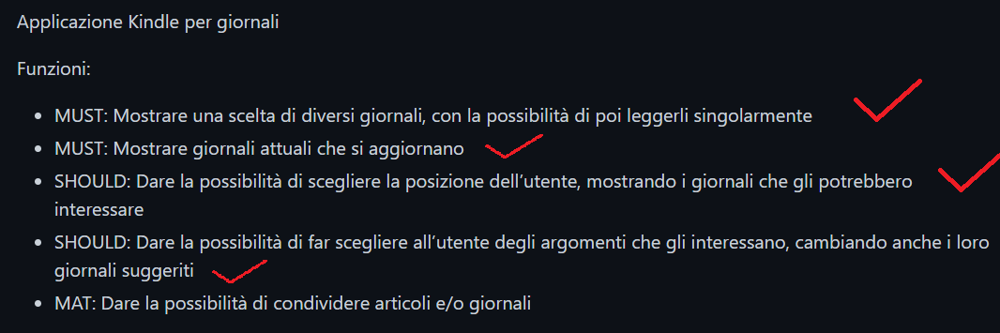 Applicazione Kindle per giornali
Funzioni:
• MUST: Mostrare una scelta di diversi giornali, con la possibilità di poi leggerli singolarmente
• MUST: Mostrare giornali attuali che si aggiornano
• SHOULD: Dare la possibilità di scegliere la posizione dell’utente, mostrando i giornali che gli potrebbero
interessare
• SHOULD: Dare la possibilità di far scegliere all’utente degli argomenti che gli interessano, cambiando anche i loro
giornali suggeriti
• MAT: Dare la possibilità di condividere articoli e/o giornali